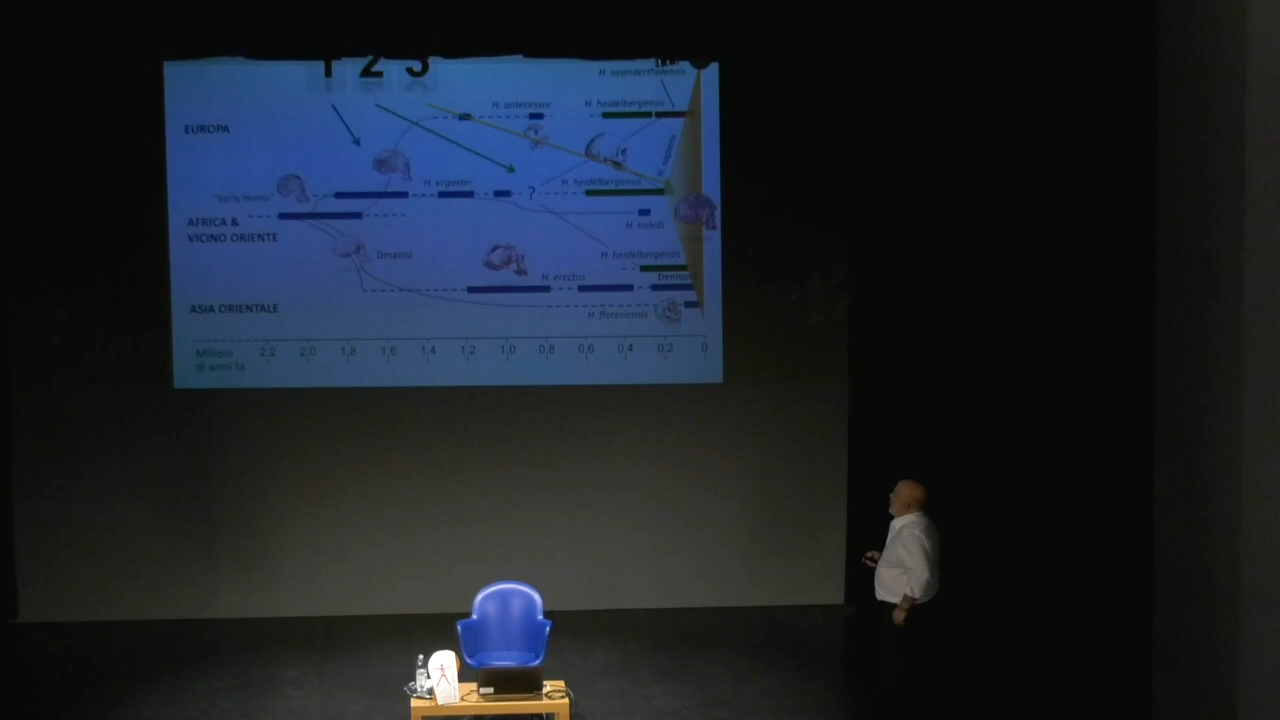 1 2 3
H. neanderthalensis
H. antecessor
H. heidelbergensis
EUROPA
H. sapiens
H. ergaster
H. heidelbergensis
?
"early Homo"
AFRICA &
VICINO ORIENTE
H. naledi
Dmanisi
H. heidelbergensis
H. erectus
Denisova
ASIA ORIENTALE
H. floresiensis
Milioni
di anni fa
2,2 2,0 1,8 1,6 1,4 1,2 1,0 0,8 0,6 0,4 0,2 0